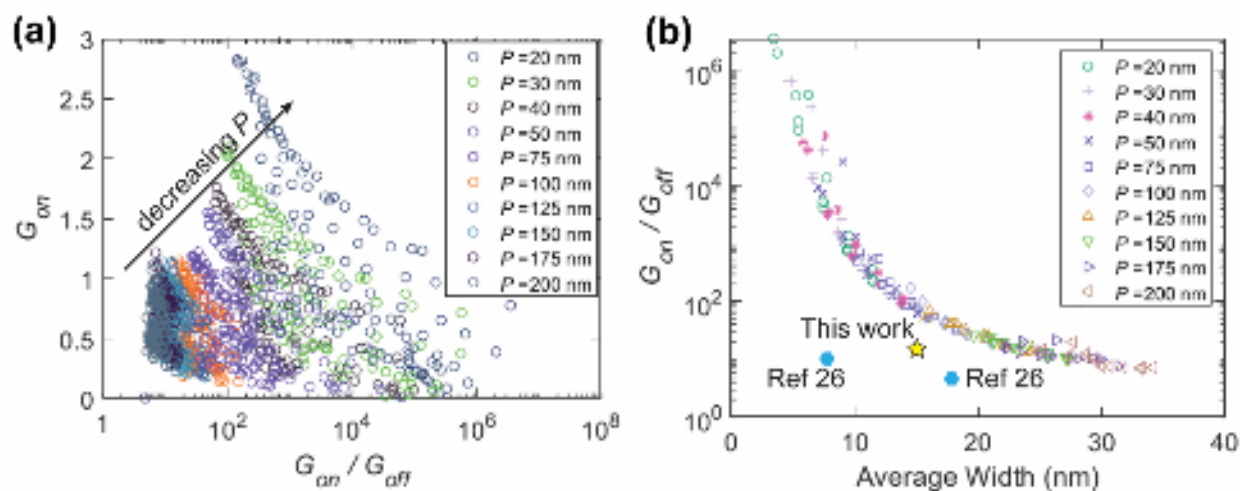 (a)
3
2.5
2
1.5
1
0.5
0
G_on
1
10^2
10^4
10^6
10^8
G_on / G_off
decreasing P
P =20 nm
P =30 nm
P =40 nm
P =50 nm
P =75 nm
P =100 nm
P =125 nm
P =150 nm
P =175 nm
P =200 nm
(b)
10^6
10^4
10^2
10^0
G_on / G_off
0
10
20
30
40
Average Width (nm)
This work
Ref 26
Ref 26
P =20 nm
P =30 nm
P =40 nm
P =50 nm
P =75 nm
P =100 nm
P =125 nm
P =150 nm
P =175 nm
P =200 nm